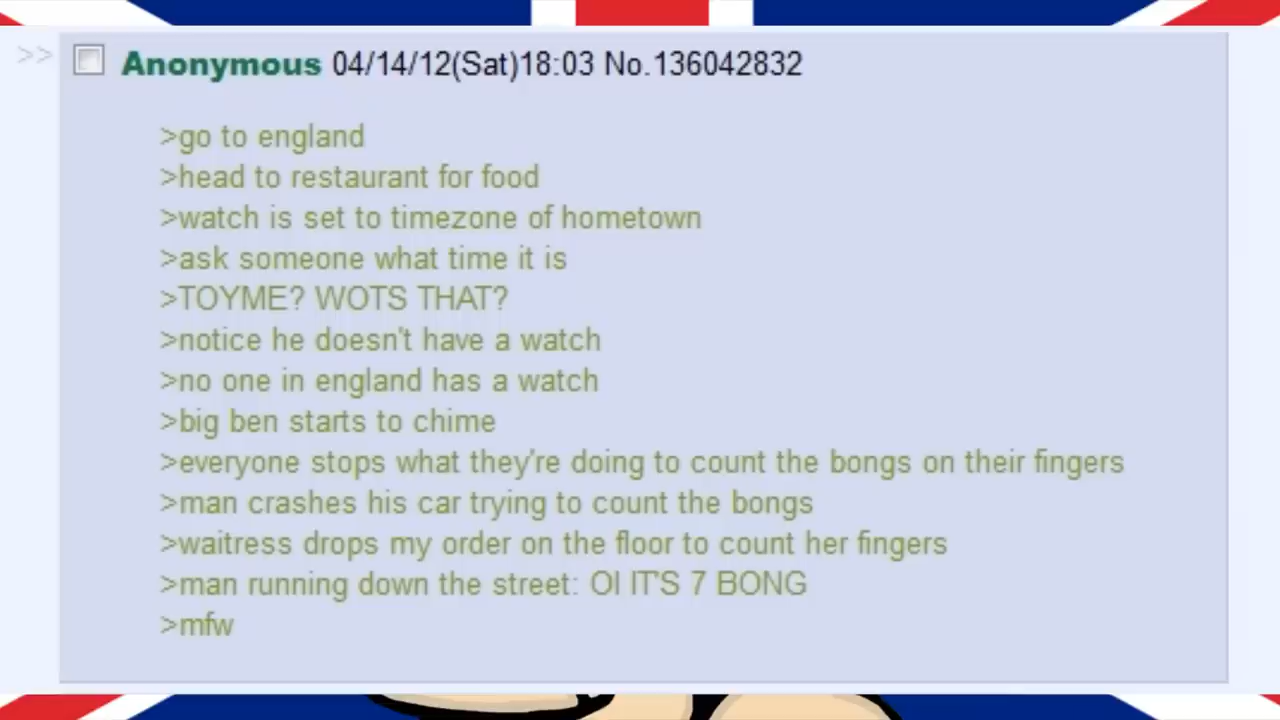 >>
Anonymous 04/14/12(Sat)18:03 No.136042832
>go to england
>head to restaurant for food
>watch is set to timezone of hometown
>ask someone what time it is
>TOYME? WOTS THAT?
>notice he doesn't have a watch
>no one in england has a watch
>big ben starts to chime
>everyone stops what they're doing to count the bongs on their fingers
>man crashes his car trying to count the bongs
>waitress drops my order on the floor to count her fingers
>man running down the street: OI IT'S 7 BONG
>mfw